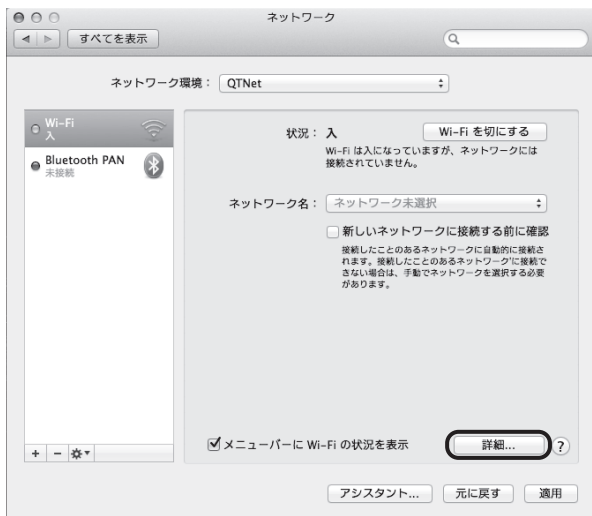 ネットワーク
すべてを表示
ネットワーク環境： QTNet
Wi-Fi
入
Bluetooth PAN
未接続
状況： 入
Wi-Fi を切にする
Wi-Fi は入になっていますが、ネットワークには
接続されていません。
ネットワーク名： ネットワーク未選択
新しいネットワークに接続する前に確認
接続したことのあるネットワークに自動的に接続さ
れます。接続したことのあるネットワークに接続で
きない場合は、手動でネットワークを選択する必要
があります。
メニューバーに Wi-Fi の状況を表示
詳細...
?
アシスタント...
元に戻す
適用